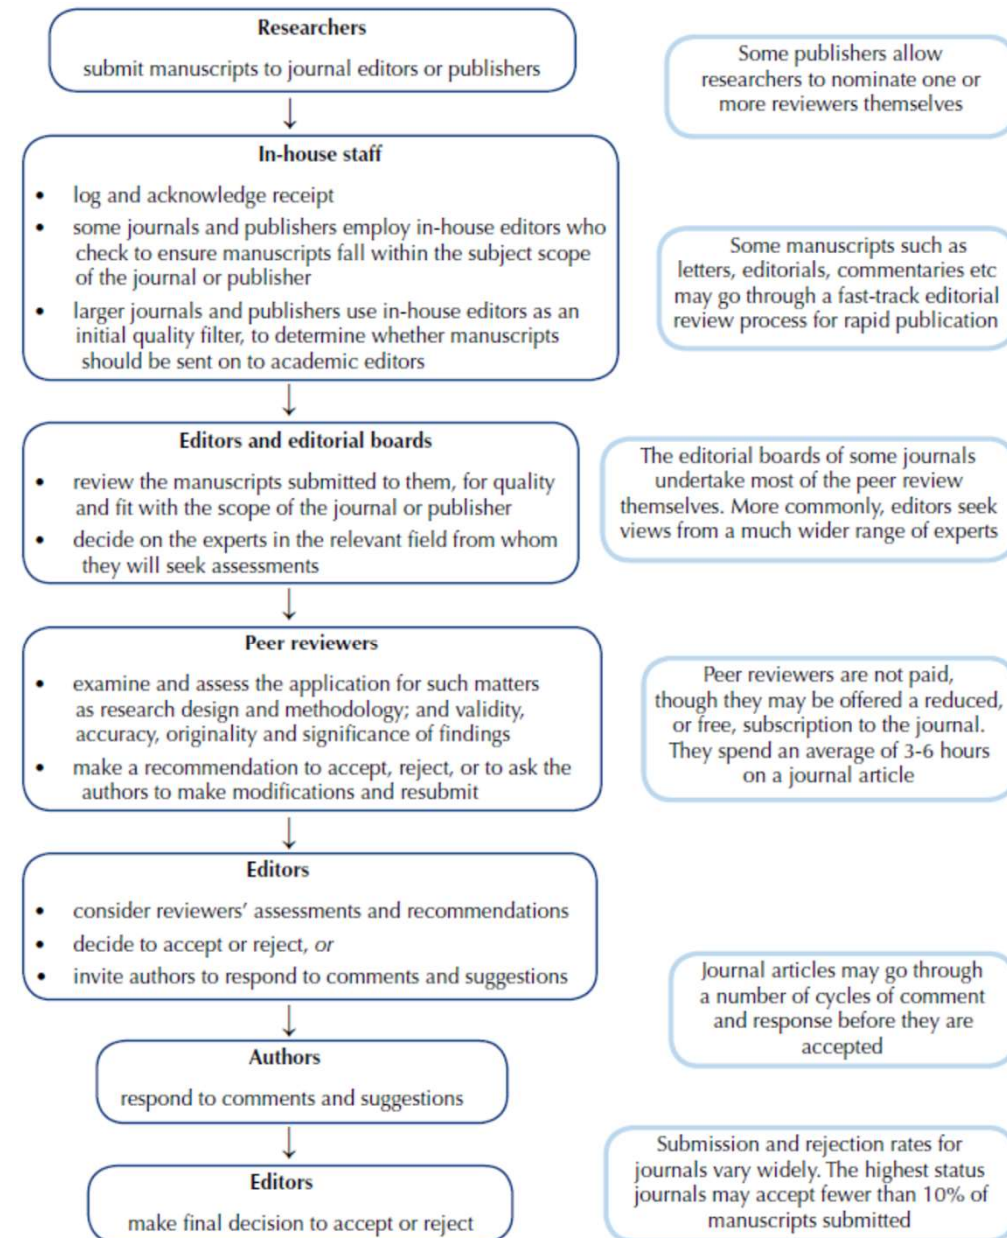 Researchers
submit manuscripts to journal editors or publishers
Some publishers allow
researchers to nominate one or
more reviewers themselves
In-house staff
• log and acknowledge receipt
• some journals and publishers employ in-house editors who
check to ensure manuscripts fall within the subject scope
of the journal or publisher
• larger journals and publishers use in-house editors as an
initial quality filter, to determine whether manuscripts
should be sent on to academic editors
Some manuscripts such as
letters, editorials, commentaries etc
may go through a fast-track editorial
review process for rapid publication
Editors and editorial boards
• review the manuscripts submitted to them, for quality
and fit with the scope of the journal or publisher
• decide on the experts in the relevant field from whom
they will seek assessments
The editorial boards of some journals
undertake most of the peer review
themselves. More commonly, editors seek
views from a much wider range of experts
Peer reviewers
• examine and assess the application for such matters
as research design and methodology; and validity,
accuracy, originality and significance of findings
• make a recommendation to accept, reject, or to ask the
authors to make modifications and resubmit
Peer reviewers are not paid,
though they may be offered a reduced,
or free, subscription to the journal.
They spend an average of 3-6 hours
on a journal article
Editors
• consider reviewers’ assessments and recommendations
• decide to accept or reject, or
• invite authors to respond to comments and suggestions
Journal articles may go through
a number of cycles of comment
and response before they are
accepted
Authors
respond to comments and suggestions
Editors
make final decision to accept or reject
Submission and rejection rates for
journals vary widely. The highest status
journals may accept fewer than 10% of
manuscripts submitted